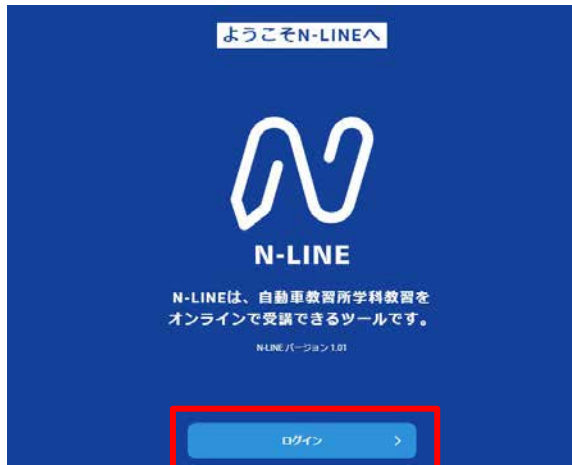 ようこそN-LINEへ
N-LINE
N-LINEは、自動車教習所学科教習を
オンラインで受講できるツールです。
N-LINE バージョン 1.01
ログイン